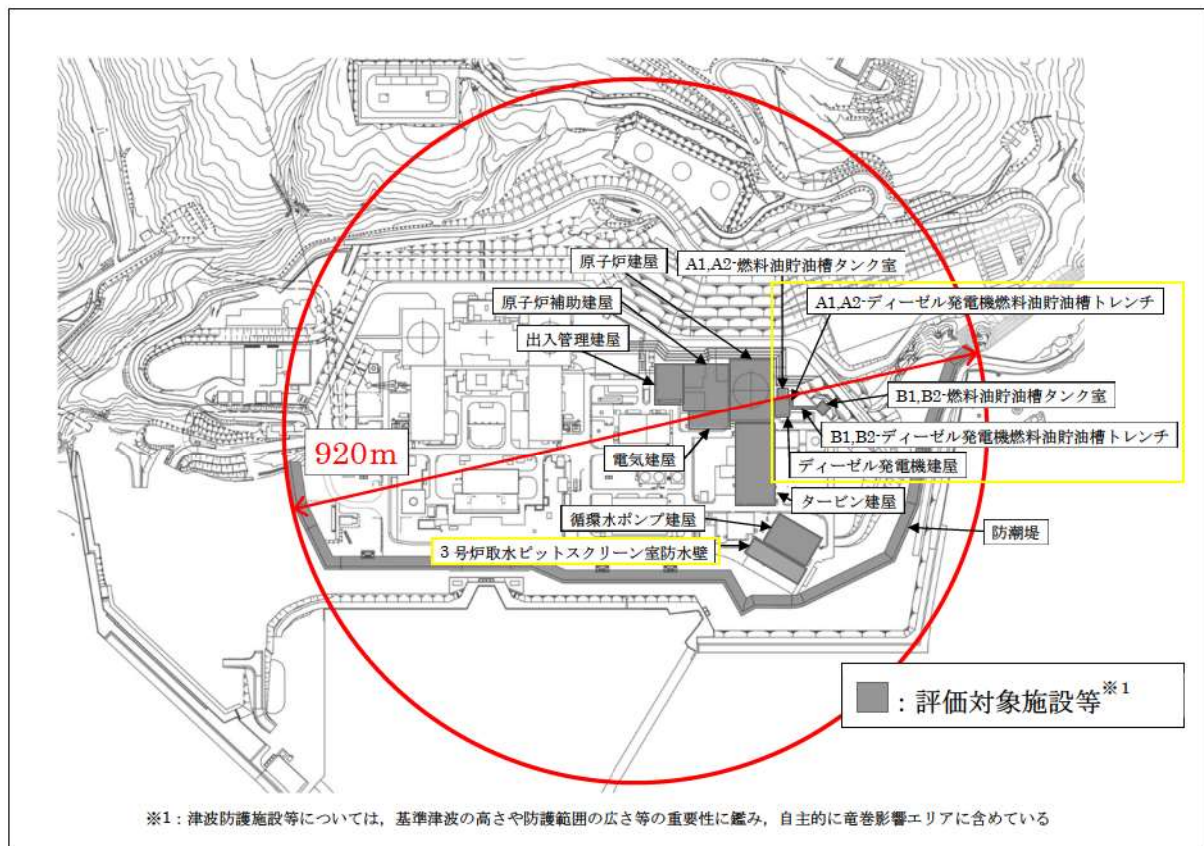 原子炉建屋
A1,A2-燃料油貯油槽タンク室
原子炉補助建屋
A1,A2-ディーゼル発電機燃料油貯油槽トレンチ
出入管理建屋
B1,B2-燃料油貯油槽タンク室
920m
B1,B2-ディーゼル発電機燃料油貯油槽トレンチ
電気建屋
ディーゼル発電機建屋
タービン建屋
循環水ポンプ建屋
防潮堤
3号炉取水ピットスクリーン室防水壁
:評価対象施設等※1
※1:津波防護施設等については,基準津波の高さや防護範囲の広さ等の重要性に鑑み,自主的に竜巻影響エリアに含めている